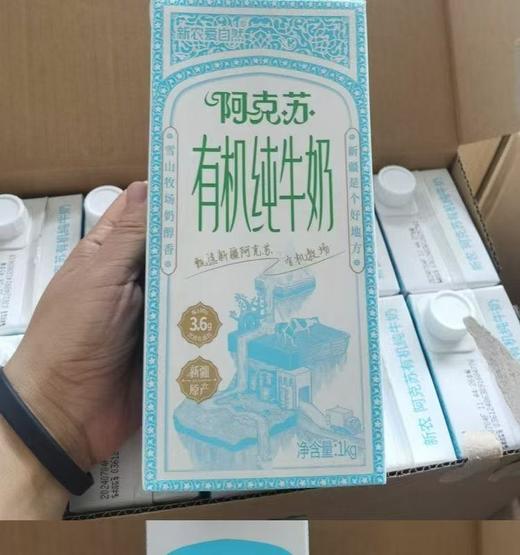 新农爱自然
阿克苏
有机纯牛奶
雪山牧场奶醇香
新疆是个好地方
甄选新疆阿克苏
有机牧场
3.6g
新疆
原产
净含量:1kg
新农 阿克苏有机纯牛奶